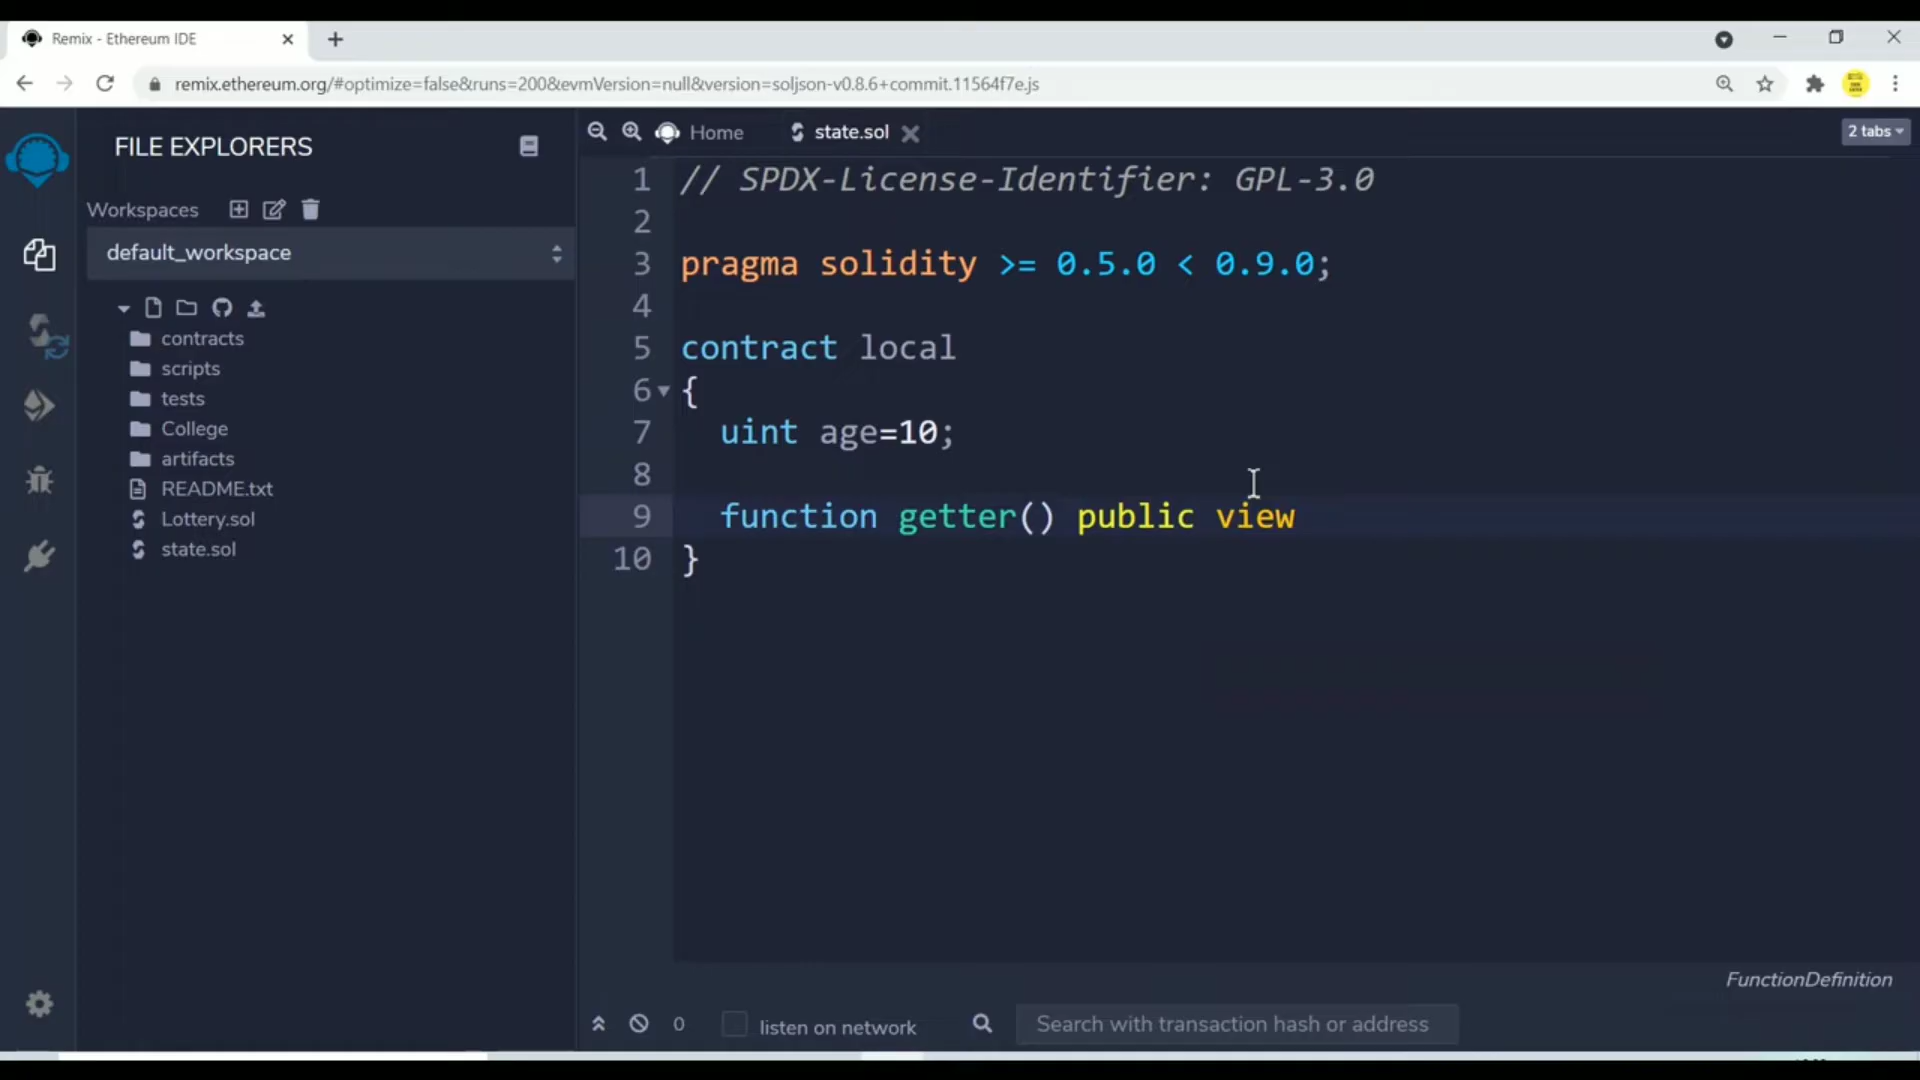 Remix - Ethereum IDE
remix.ethereum.org/#optimize=false&runs=200&evmVersion=null&version=soljson-v0.8.6+commit.11564f7e.js
FILE EXPLORERS
Home
state.sol
2 tabs
Workspaces
default_workspace
contracts
scripts
tests
College
artifacts
README.txt
Lottery.sol
state.sol
1 // SPDX-License-Identifier: GPL-3.0
2
3 pragma solidity >= 0.5.0 < 0.9.0;
4
5 contract local
6 {
7 uint age=10;
8
9 function getter() public view
10 }
FunctionDefinition
0
listen on network
Search with transaction hash or address